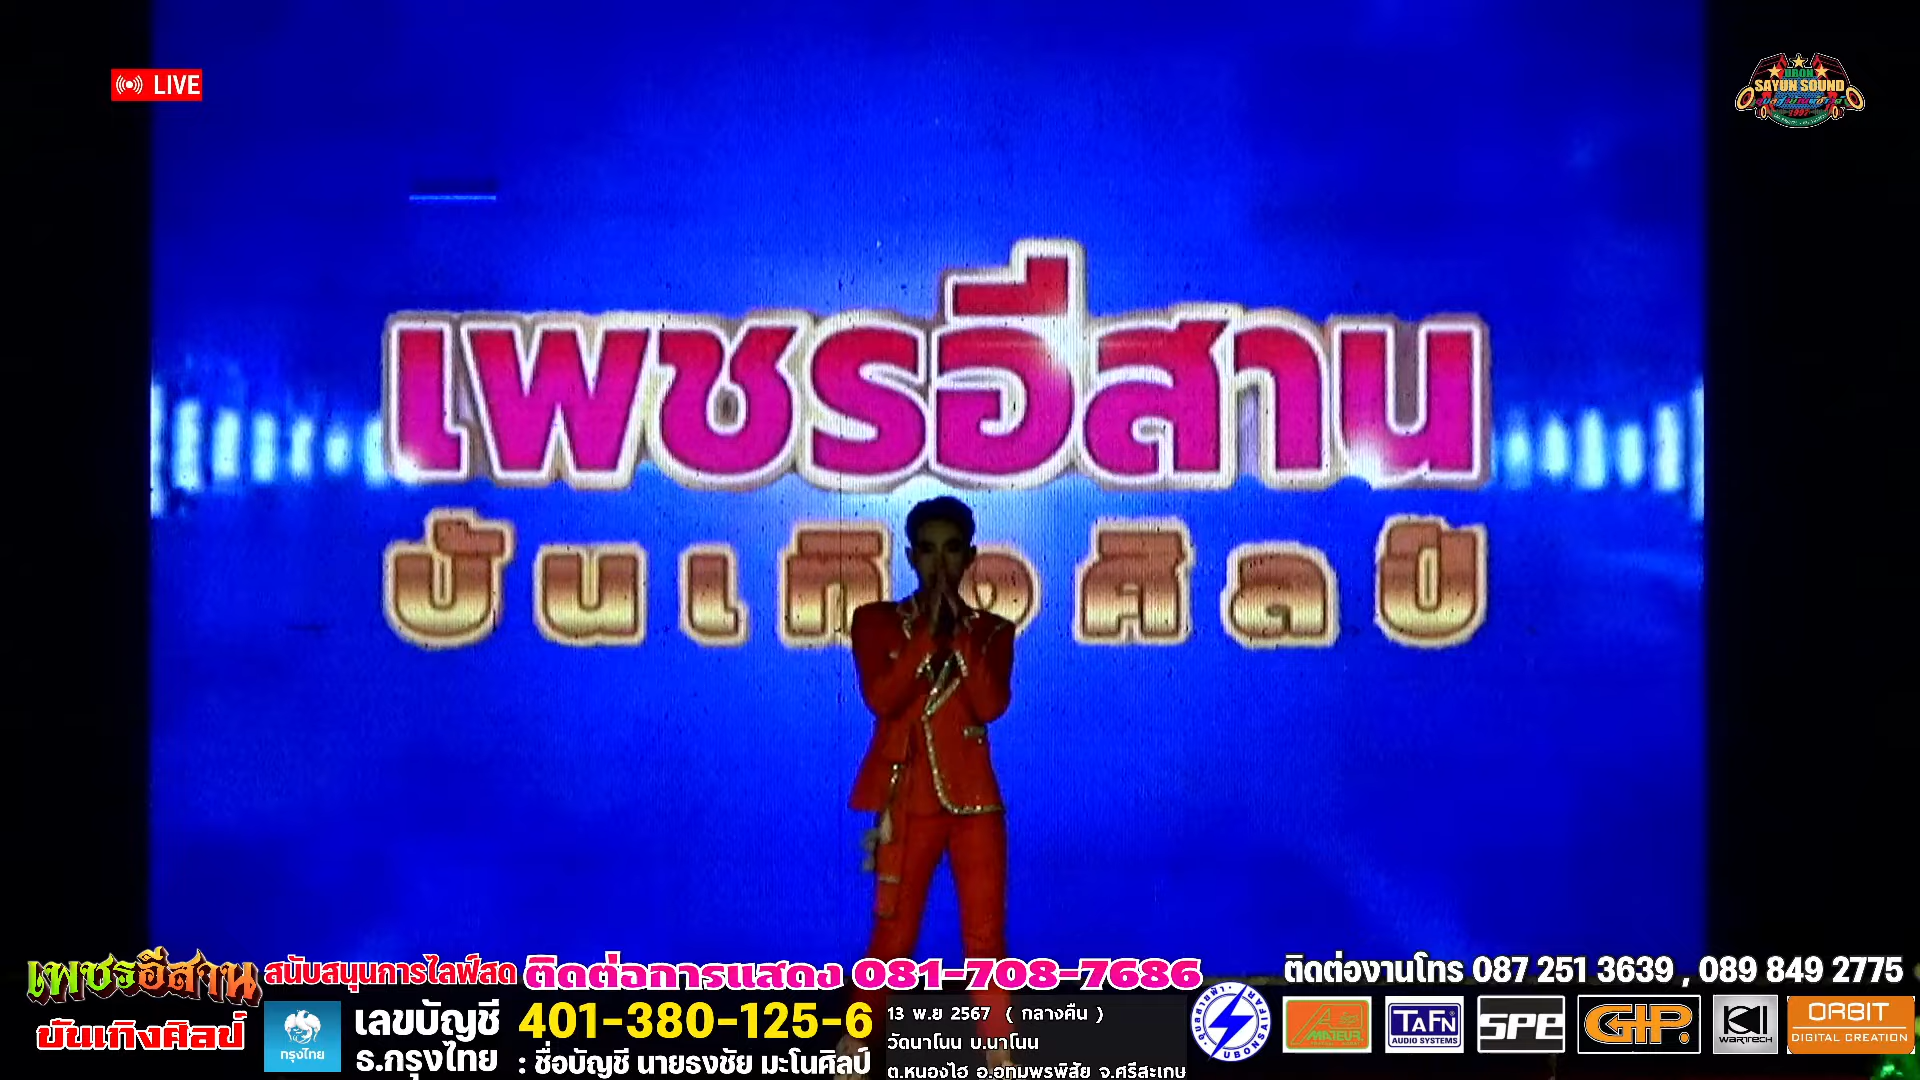 LIVE
UBON
SAYUN SOUND
1997
เพชรอีสาน
บันเทิงศิลป์
เพชรอีสาน
บันเทิงศิลป์
สนับสนุนการไลฟ์สด
ติดต่อการแสดง 081-708-7686
ติดต่องานโทร 087 251 3639 , 089 849 2775
กรุงไทย
เลขบัญชี 401-380-125-6
ธ.กรุงไทย : ชื่อบัญชี นายธงชัย มะโนศิลป์
13 พ.ย 2567 ( กลางคืน )
วัดนาโนน บ.นาโนน
ต.หนองไฮ อ.อุทุมพรพิสัย จ.ศรีสะเกษ
UBONSAIFAR
AMATEUR
TAFN
AUDIO SYSTEMS
SPE
GIP.
WARTECH
ORBIT
DIGITAL CREATION